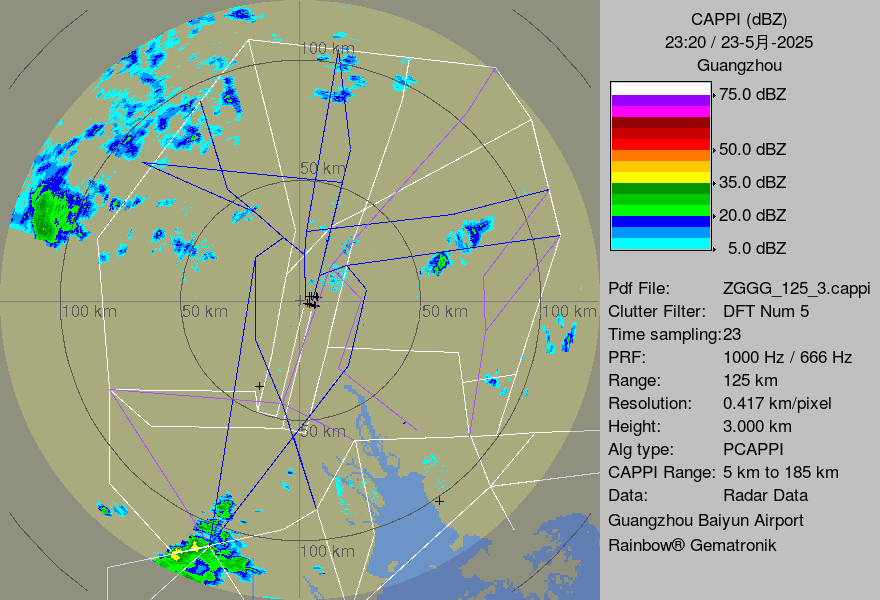 100 km
50 km
100 km
50 km
50 km
100 km
50 km
100 km
CAPPI (dBZ)
23:20 / 23-5月-2025
Guangzhou
75.0 dBZ
50.0 dBZ
35.0 dBZ
20.0 dBZ
5.0 dBZ
Pdf File: ZGGG_125_3.cappi
Clutter Filter: DFT Num 5
Time sampling:23
PRF: 1000 Hz / 666 Hz
Range: 125 km
Resolution: 0.417 km/pixel
Height: 3.000 km
Alg type: PCAPPI
CAPPI Range: 5 km to 185 km
Data: Radar Data
Guangzhou Baiyun Airport
Rainbow® Gematronik